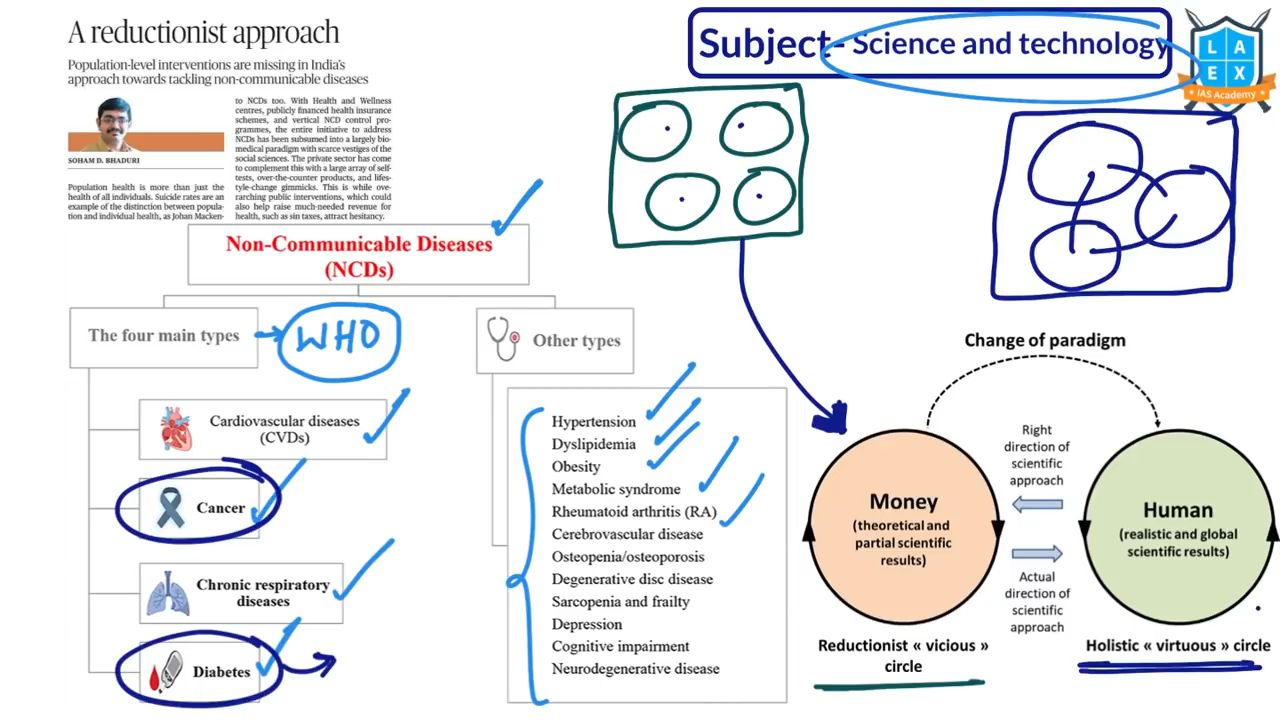 A reductionist approach
Population-level interventions are missing in India's
approach towards tackling non-communicable diseases
SOHAM D. BHADURI
Population health is more than just the
health of all individuals. Suicide rates are an
example of the distinction between popula-
tion and individual health, as Johan Macken-
to NCDs too. With Health and Wellness
centres, publicly financed health insurance
schemes, and vertical NCD control pro-
grammes, the entire initiative to address
NCDs has been subsumed into a largely bio-
medical paradigm with scarce vestiges of the
social sciences. The private sector has come
to complement this with a large array of self-
tests, over-the-counter products, and lifes-
tyle-change gimmicks. This is while ove-
rarching public interventions, which could
also help raise much-needed revenue for
health, such as sin taxes, attract hesitancy.
Subject- Science and technology
L A
E X
IAS Academy
Non-Communicable Diseases
(NCDs)
The four main types
WHO
Cardiovascular diseases
(CVDs)
Cancer
Chronic respiratory
diseases
Diabetes
Other types
Hypertension
Dyslipidemia
Obesity
Metabolic syndrome
Rheumatoid arthritis (RA)
Cerebrovascular disease
Osteopenia/osteoporosis
Degenerative disc disease
Sarcopenia and frailty
Depression
Cognitive impairment
Neurodegenerative disease
Change of paradigm
Money
(theoretical and
partial scientific
results)
Right
direction of
scientific
approach
Actual
direction of
scientific
approach
Human
(realistic and global
scientific results)
Reductionist « vicious »
circle
Holistic « virtuous » circle